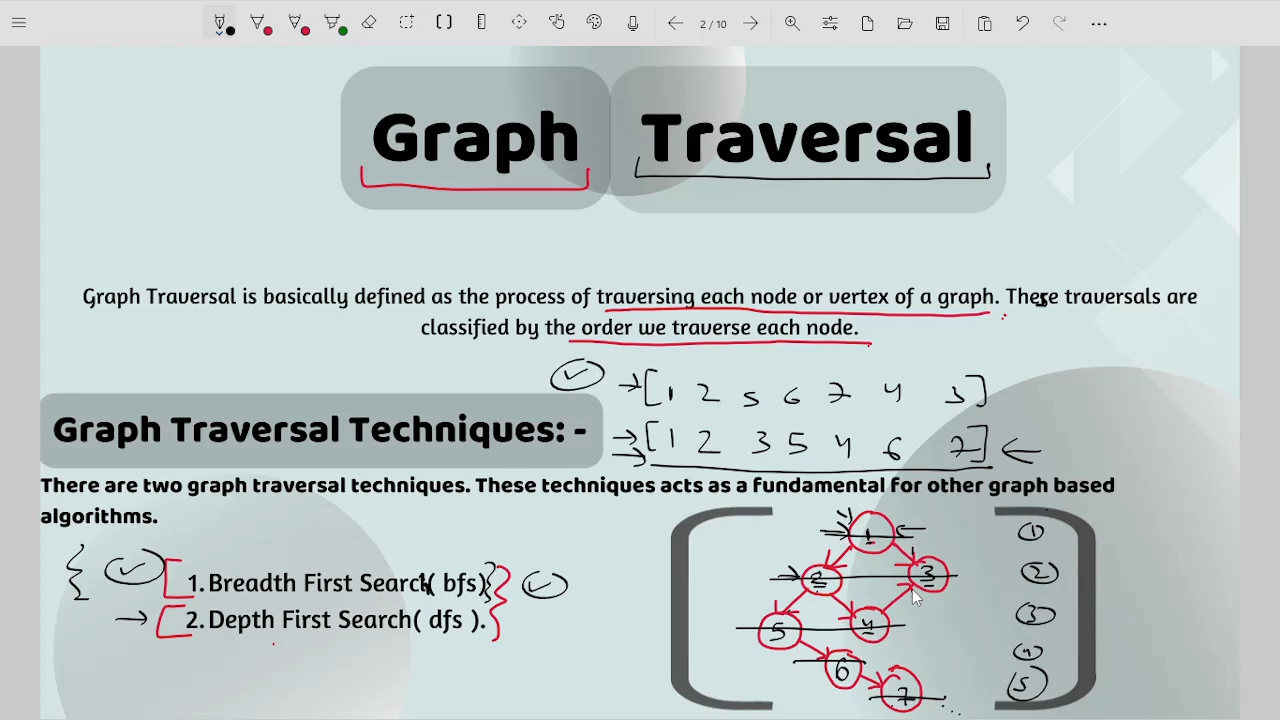 2 / 10
Graph Traversal
Graph Traversal is basically defined as the process of traversing each node or vertex of a graph. These traversals are
classified by the order we traverse each node.
[1 2 5 6 7 4 3]
Graph Traversal Techniques: -
[1 2 3 5 4 6 7]
There are two graph traversal techniques. These techniques acts as a fundamental for other graph based
algorithms.
1. Breadth First Search( bfs).
2. Depth First Search( dfs ).
1 1
2 3 2
5 4 3
6 4
7 5